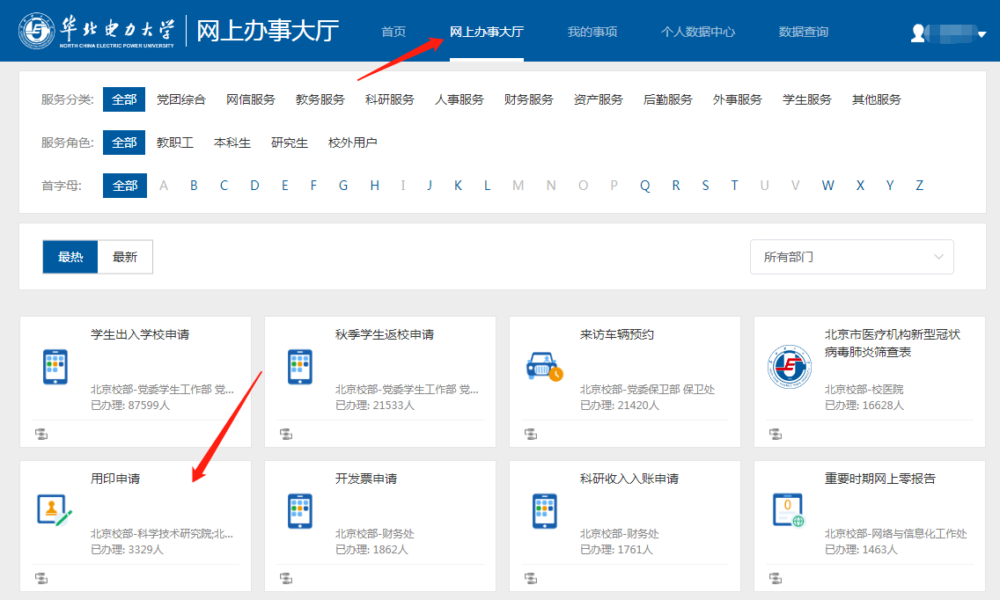 华北电力大学
NORTH CHINA ELECTRIC POWER UNIVERSITY
网上办事大厅
首页 网上办事大厅 我的事项 个人数据中心 数据查询
服务分类: 全部 党团综合 网信服务 教务服务 科研服务 人事服务 财务服务 资产服务 后勤服务 外事服务 学生服务 其他服务
服务角色: 全部 教职工 本科生 研究生 校外用户
首字母: 全部 A B C D E F G H I J K L M N O P Q R S T U V W X Y Z
最热 最新 所有部门
学生出入学校申请
北京校部-党委学生工作部 党...
已办理: 87599人
秋季学生返校申请
北京校部-党委学生工作部 党...
已办理: 21533人
来访车辆预约
北京校部-党委保卫部 保卫处
已办理: 21420人
北京市医疗机构新型冠状
病毒肺炎筛查表
北京校部-校医院
已办理: 16628人
用印申请
北京校部-科学技术研究院;北...
已办理: 3329人
开发票申请
北京校部-财务处
已办理: 1862人
科研收入入账申请
北京校部-财务处
已办理: 1761人
重要时期网上零报告
0
北京校部-网络与信息化工作处
已办理: 1463人